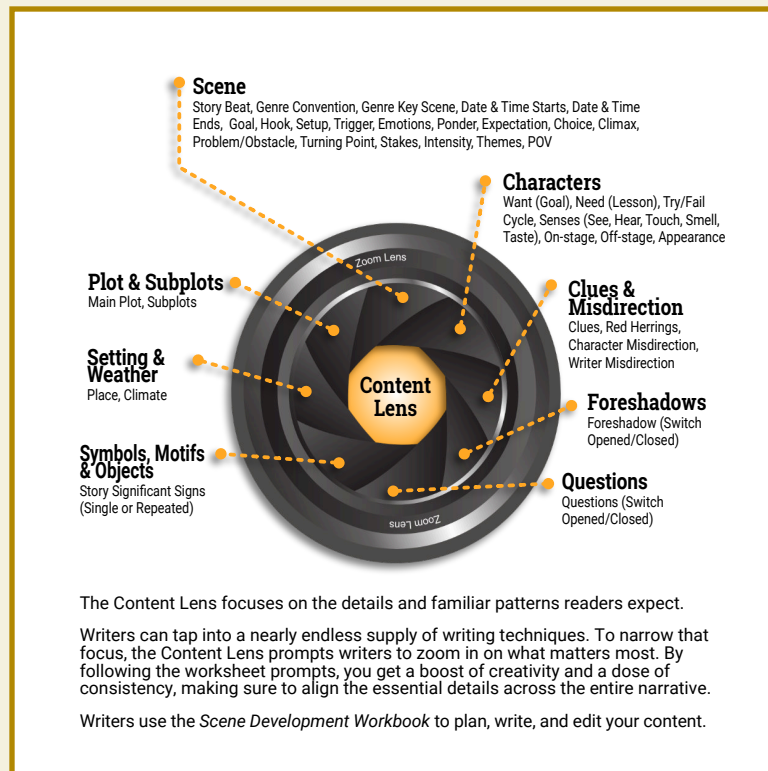 Scene
Story Beat, Genre Convention, Genre Key Scene, Date & Time Starts, Date & Time
Ends, Goal, Hook, Setup, Trigger, Emotions, Ponder, Expectation, Choice, Climax,
Problem/Obstacle, Turning Point, Stakes, Intensity, Themes, POV
Characters
Want (Goal), Need (Lesson), Try/Fail
Cycle, Senses (See, Hear, Touch, Smell,
Taste), On-stage, Off-stage, Appearance
Zoom Lens
Plot & Subplots
Main Plot, Subplots
Clues &
Misdirection
Clues, Red Herrings,
Character Misdirection,
Writer Misdirection
Setting &
Weather
Place, Climate
Content
Lens
Foreshadows
Foreshadow (Switch
Opened/Closed)
Symbols, Motifs
& Objects
Story Significant Signs
(Single or Repeated)
Questions
Questions (Switch
Opened/Closed)
Zoom Lens
The Content Lens focuses on the details and familiar patterns readers expect.
Writers can tap into a nearly endless supply of writing techniques. To narrow that
focus, the Content Lens prompts writers to zoom in on what matters most. By
following the worksheet prompts, you get a boost of creativity and a dose of
consistency, making sure to align the essential details across the entire narrative.
Writers use the Scene Development Workbook to plan, write, and edit your content.